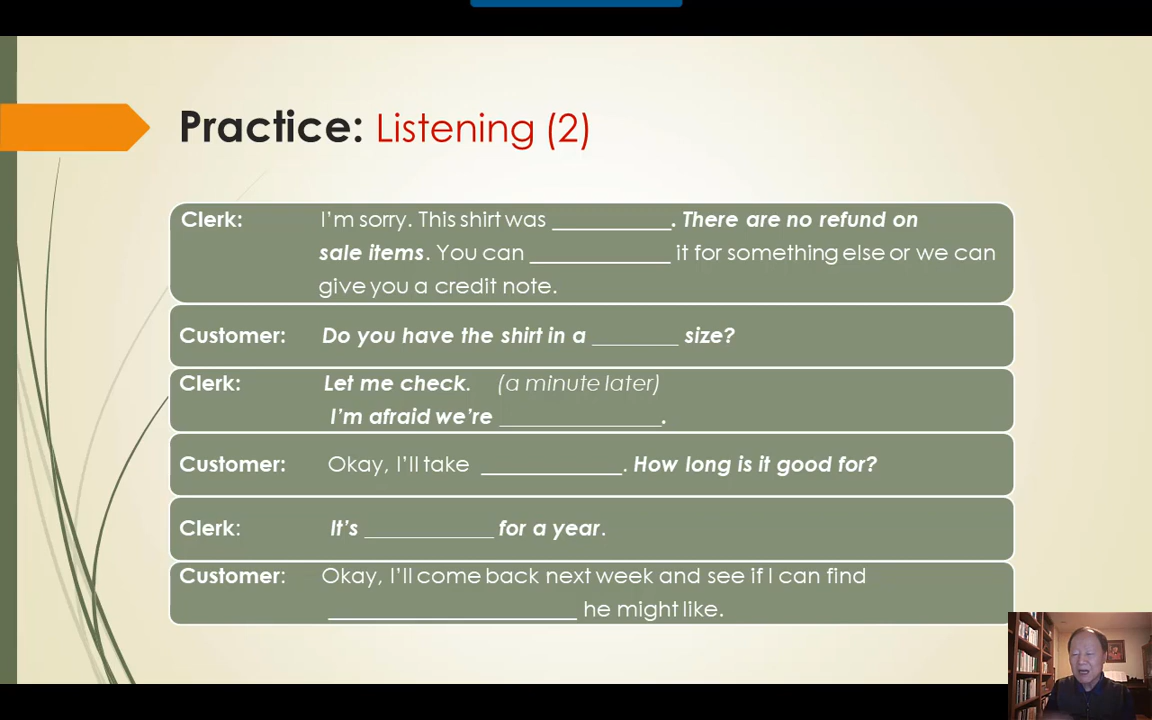 Practice: Listening (2)
Clerk: I'm sorry. This shirt was __________. There are no refund on
sale items. You can ____________ it for something else or we can
give you a credit note.
Customer: Do you have the shirt in a _______ size?
Clerk: Let me check. (a minute later)
I'm afraid we're ______________.
Customer: Okay, I'll take ____________. How long is it good for?
Clerk: It's ___________ for a year.
Customer: Okay, I'll come back next week and see if I can find
_____________________ he might like.